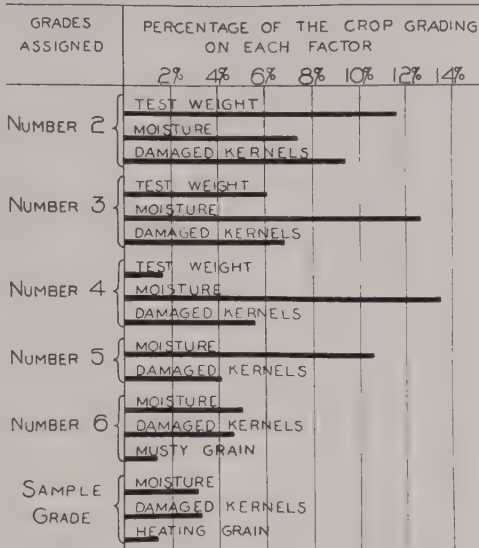 GRADES ASSIGNED
PERCENTAGE OF THE CROP GRADING
ON EACH FACTOR
2% 4% 6% 8% 10% 12% 14%
NUMBER 2
TEST WEIGHT
MOISTURE
DAMAGED KERNELS
NUMBER 3
TEST WEIGHT
MOISTURE
DAMAGED KERNELS
NUMBER 4
TEST WEIGHT
MOISTURE
DAMAGED KERNELS
NUMBER 5
MOISTURE
DAMAGED KERNELS
NUMBER 6
MOISTURE
DAMAGED KERNELS
MUSTY GRAIN
SAMPLE
GRADE
MOISTURE
DAMAGED KERNELS
HEATING GRAIN